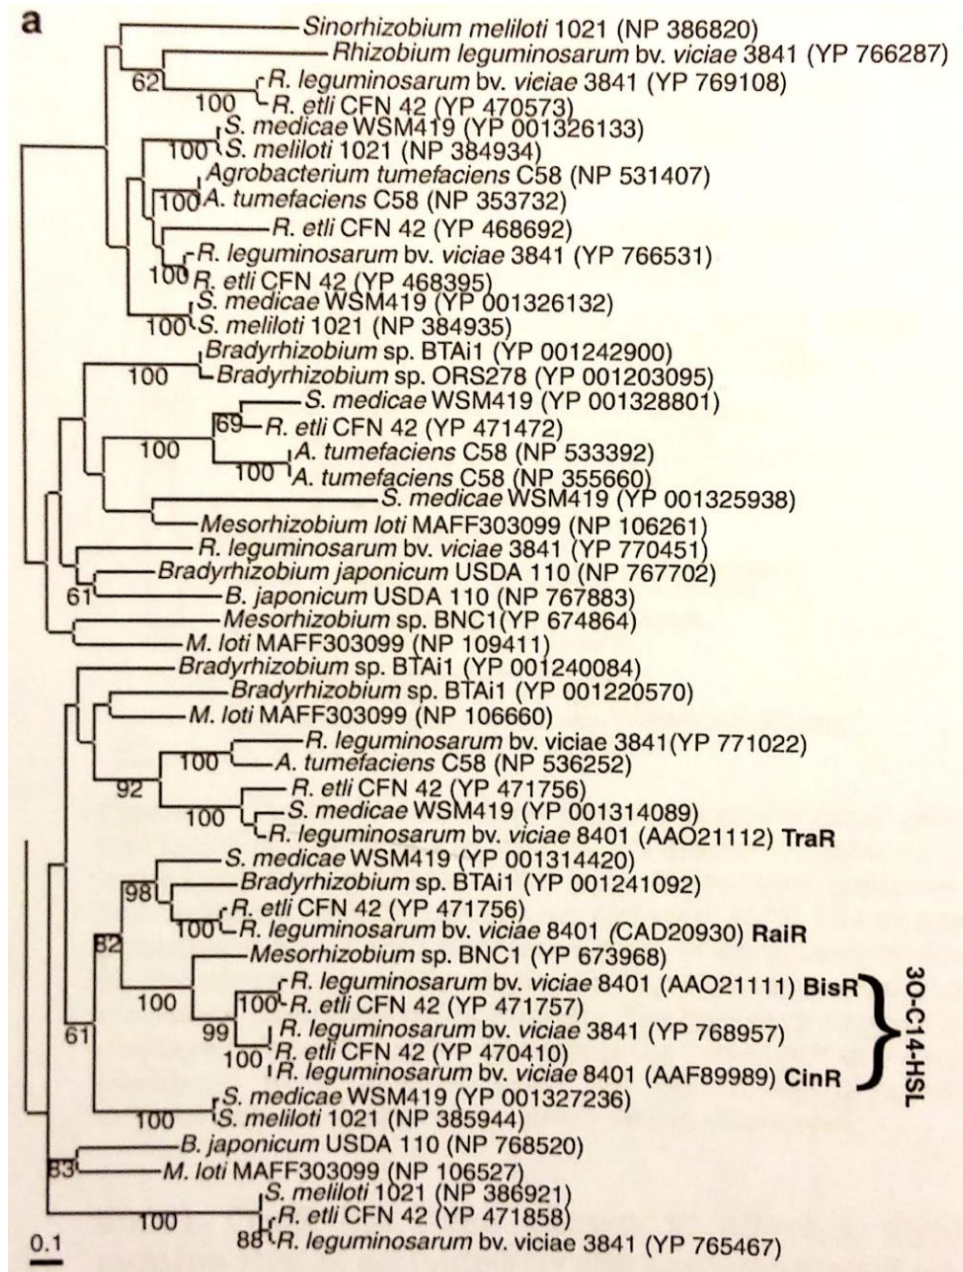 a
Sinorhizobium meliloti 1021 (NP 386820)
Rhizobium leguminosarum bv. viciae 3841 (YP 766287)
62
R. leguminosarum bv. viciae 3841 (YP 769108)
100
R. etli CFN 42 (YP 470573)
S. medicae WSM419 (YP 001326133)
100
S. meliloti 1021 (NP 384934)
Agrobacterium tumefaciens C58 (NP 531407)
100
A. tumefaciens C58 (NP 353732)
R. etli CFN 42 (YP 468692)
R. leguminosarum bv. viciae 3841 (YP 766531)
100
R. etli CFN 42 (YP 468395)
S. medicae WSM419 (YP 001326132)
100
S. meliloti 1021 (NP 384935)
Bradyrhizobium sp. BTAi1 (YP 001242900)
100
Bradyrhizobium sp. ORS278 (YP 001203095)
S. medicae WSM419 (YP 001328801)
69
R. etli CFN 42 (YP 471472)
100
A. tumefaciens C58 (NP 533392)
100
A. tumefaciens C58 (NP 355660)
S. medicae WSM419 (YP 001325938)
Mesorhizobium loti MAFF303099 (NP 106261)
R. leguminosarum bv. viciae 3841 (YP 770451)
Bradyrhizobium japonicum USDA 110 (NP 767702)
61
B. japonicum USDA 110 (NP 767883)
Mesorhizobium sp. BNC1(YP 674864)
M. loti MAFF303099 (NP 109411)
Bradyrhizobium sp. BTAi1 (YP 001240084)
Bradyrhizobium sp. BTAi1 (YP 001220570)
M. loti MAFF303099 (NP 106660)
R. leguminosarum bv. viciae 3841(YP 771022)
100
A. tumefaciens C58 (NP 536252)
92
R. etli CFN 42 (YP 471756)
100
S. medicae WSM419 (YP 001314089)
R. leguminosarum bv. viciae 8401 (AAO21112) TraR
S. medicae WSM419 (YP 001314420)
98
Bradyrhizobium sp. BTAi1 (YP 001241092)
R. etli CFN 42 (YP 471756)
100
R. leguminosarum bv. viciae 8401 (CAD20930) RaiR
82
Mesorhizobium sp. BNC1 (YP 673968)
R. leguminosarum bv. viciae 8401 (AAO21111) BisR
100
100
R. etli CFN 42 (YP 471757)
61
99
R. leguminosarum bv. viciae 3841 (YP 768957)
100
R. etli CFN 42 (YP 470410)
R. leguminosarum bv. viciae 8401 (AAF89989) CinR
3O-C14-HSL
S. medicae WSM419 (YP 001327236)
100
S. meliloti 1021 (NP 385944)
B. japonicum USDA 110 (NP 768520)
83
M. loti MAFF303099 (NP 106527)
S. meliloti 1021 (NP 386921)
100
R. etli CFN 42 (YP 471858)
88
R. leguminosarum bv. viciae 3841 (YP 765467)
0.1